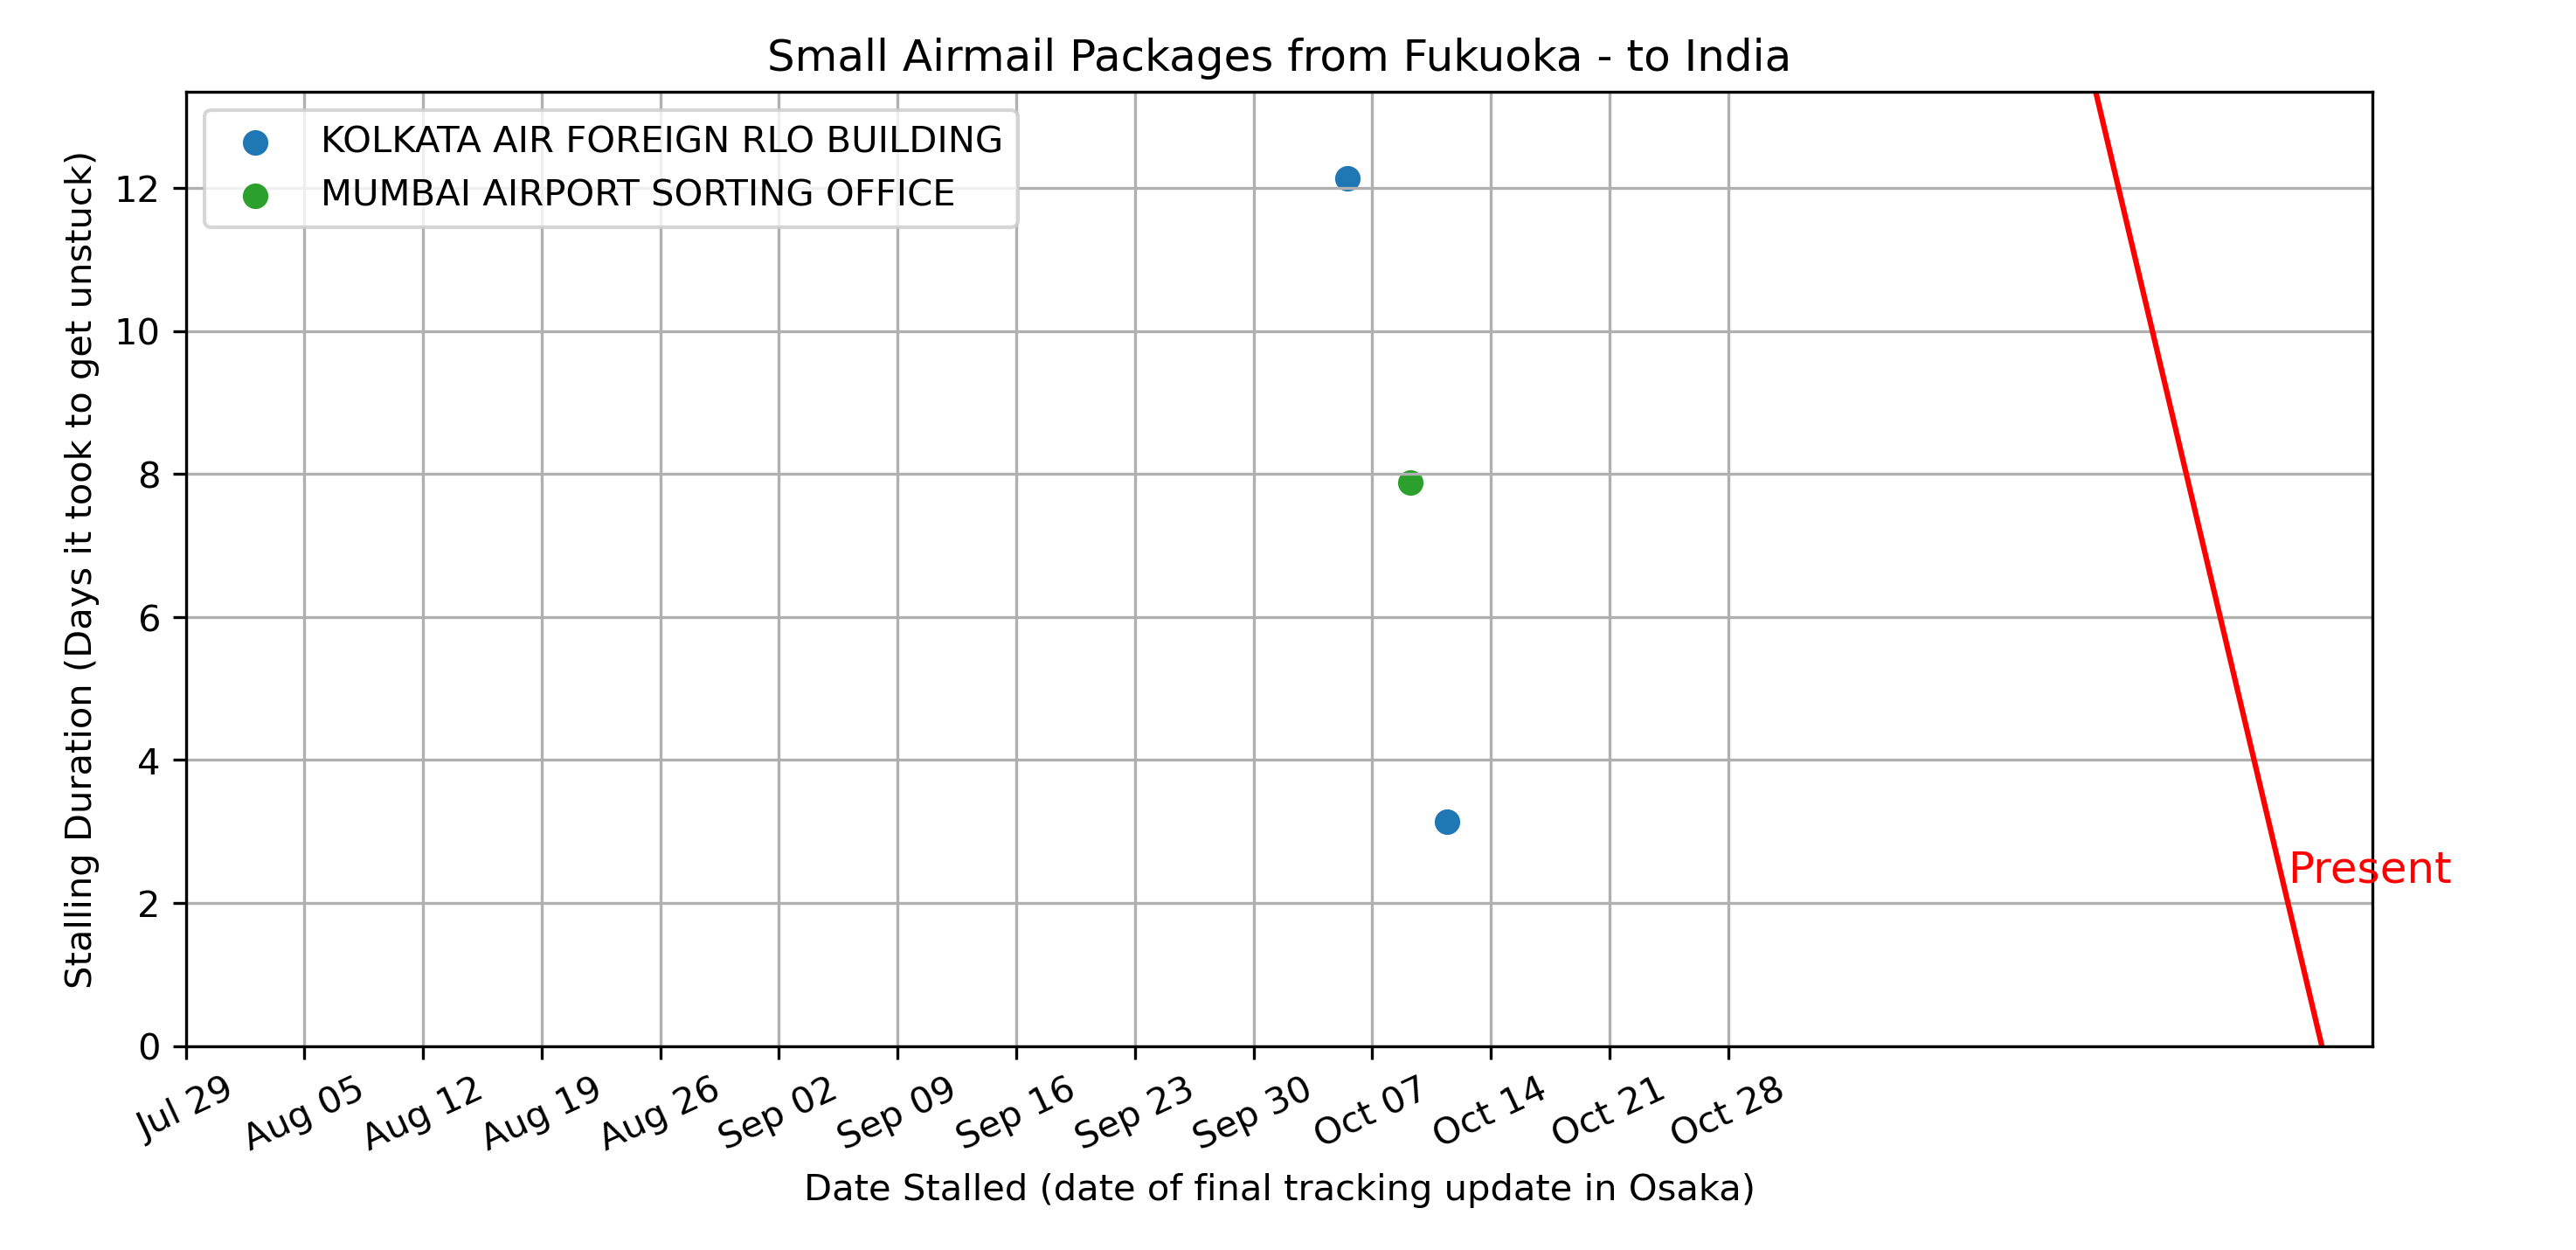 Small Airmail Packages from Fukuoka - to India
KOLKATA AIR FOREIGN RLO BUILDING
MUMBAI AIRPORT SORTING OFFICE
Stalling Duration (Days it took to get unstuck)
12
10
8
6
4
2
0
Present
Jul 29
Aug 05
Aug 12
Aug 19
Aug 26
Sep 02
Sep 09
Sep 16
Sep 23
Sep 30
Oct 07
Oct 14
Oct 21
Oct 28
Date Stalled (date of final tracking update in Osaka)